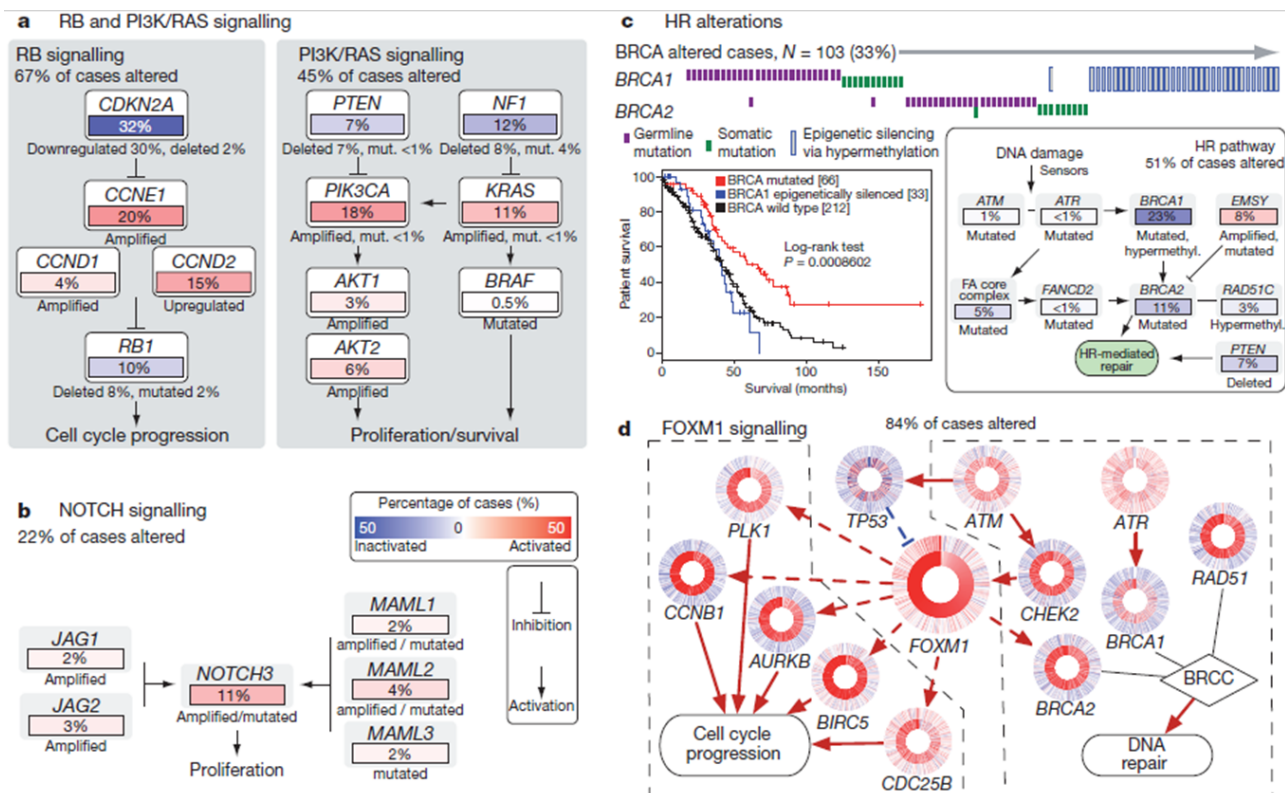 a RB and PI3K/RAS signalling
RB signalling
67% of cases altered
CDKN2A
32%
Downregulated 30%, deleted 2%
CCNE1
20%
Amplified
CCND1
4%
Amplified
CCND2
15%
Upregulated
RB1
10%
Deleted 8%, mutated 2%
Cell cycle progression
PI3K/RAS signalling
45% of cases altered
PTEN
7%
Deleted 7%, mut. <1%
NF1
12%
Deleted 8%, mut. 4%
PIK3CA
18%
Amplified, mut. <1%
KRAS
11%
Amplified, mut. <1%
AKT1
3%
Amplified
BRAF
0.5%
Mutated
AKT2
6%
Amplified
Proliferation/survival
b NOTCH signalling
22% of cases altered
Percentage of cases (%)
50 0 50
Inactivated Activated
Inhibition
Activation
JAG1
2%
Amplified
JAG2
3%
Amplified
NOTCH3
11%
Amplified/mutated
Proliferation
MAML1
2%
amplified / mutated
MAML2
4%
amplified / mutated
MAML3
2%
mutated
c HR alterations
BRCA altered cases, N = 103 (33%)
BRCA1
BRCA2
Germline mutation
Somatic mutation
Epigenetic silencing via hypermethylation
Patient survival
100
80
60
40
20
0
0 50 100 150
Survival (months)
BRCA mutated [66]
BRCA1 epigenetically silenced [33]
BRCA wild type [212]
Log-rank test
P = 0.0008602
DNA damage
Sensors
HR pathway
51% of cases altered
ATM
1%
Mutated
ATR
<1%
Mutated
BRCA1
23%
Mutated,
hypermethyl.
EMSY
8%
Amplified,
mutated
FA core
complex
5%
Mutated
FANCD2
<1%
Mutated
BRCA2
11%
Mutated
RAD51C
3%
Hypermethyl.
HR-mediated
repair
PTEN
7%
Deleted
d FOXM1 signalling
84% of cases altered
PLK1
TP53
ATM
ATR
RAD51
CCNB1
AURKB
FOXM1
CHEK2
BRCA1
BIRC5
BRCA2
BRCC
CDC25B
Cell cycle
progression
DNA
repair